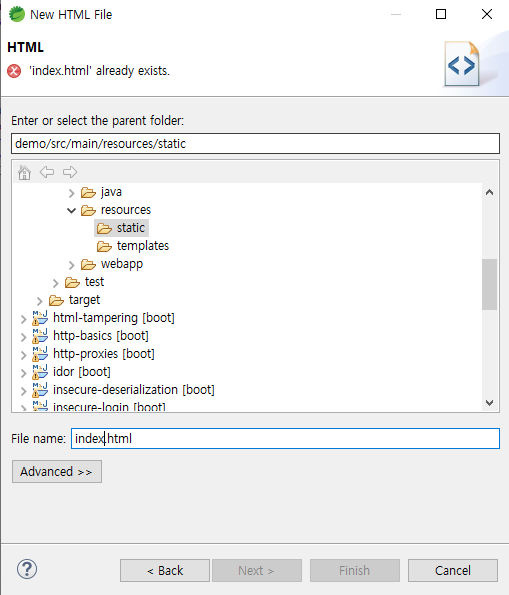 New HTML File
HTML
'index.html' already exists.
Enter or select the parent folder:
demo/src/main/resources/static
java
resources
static
templates
webapp
test
target
html-tampering [boot]
http-basics [boot]
http-proxies [boot]
idor [boot]
insecure-deserialization [boot]
insecure-login [boot]
File name: index.html
Advanced >>
< Back Next > Finish Cancel